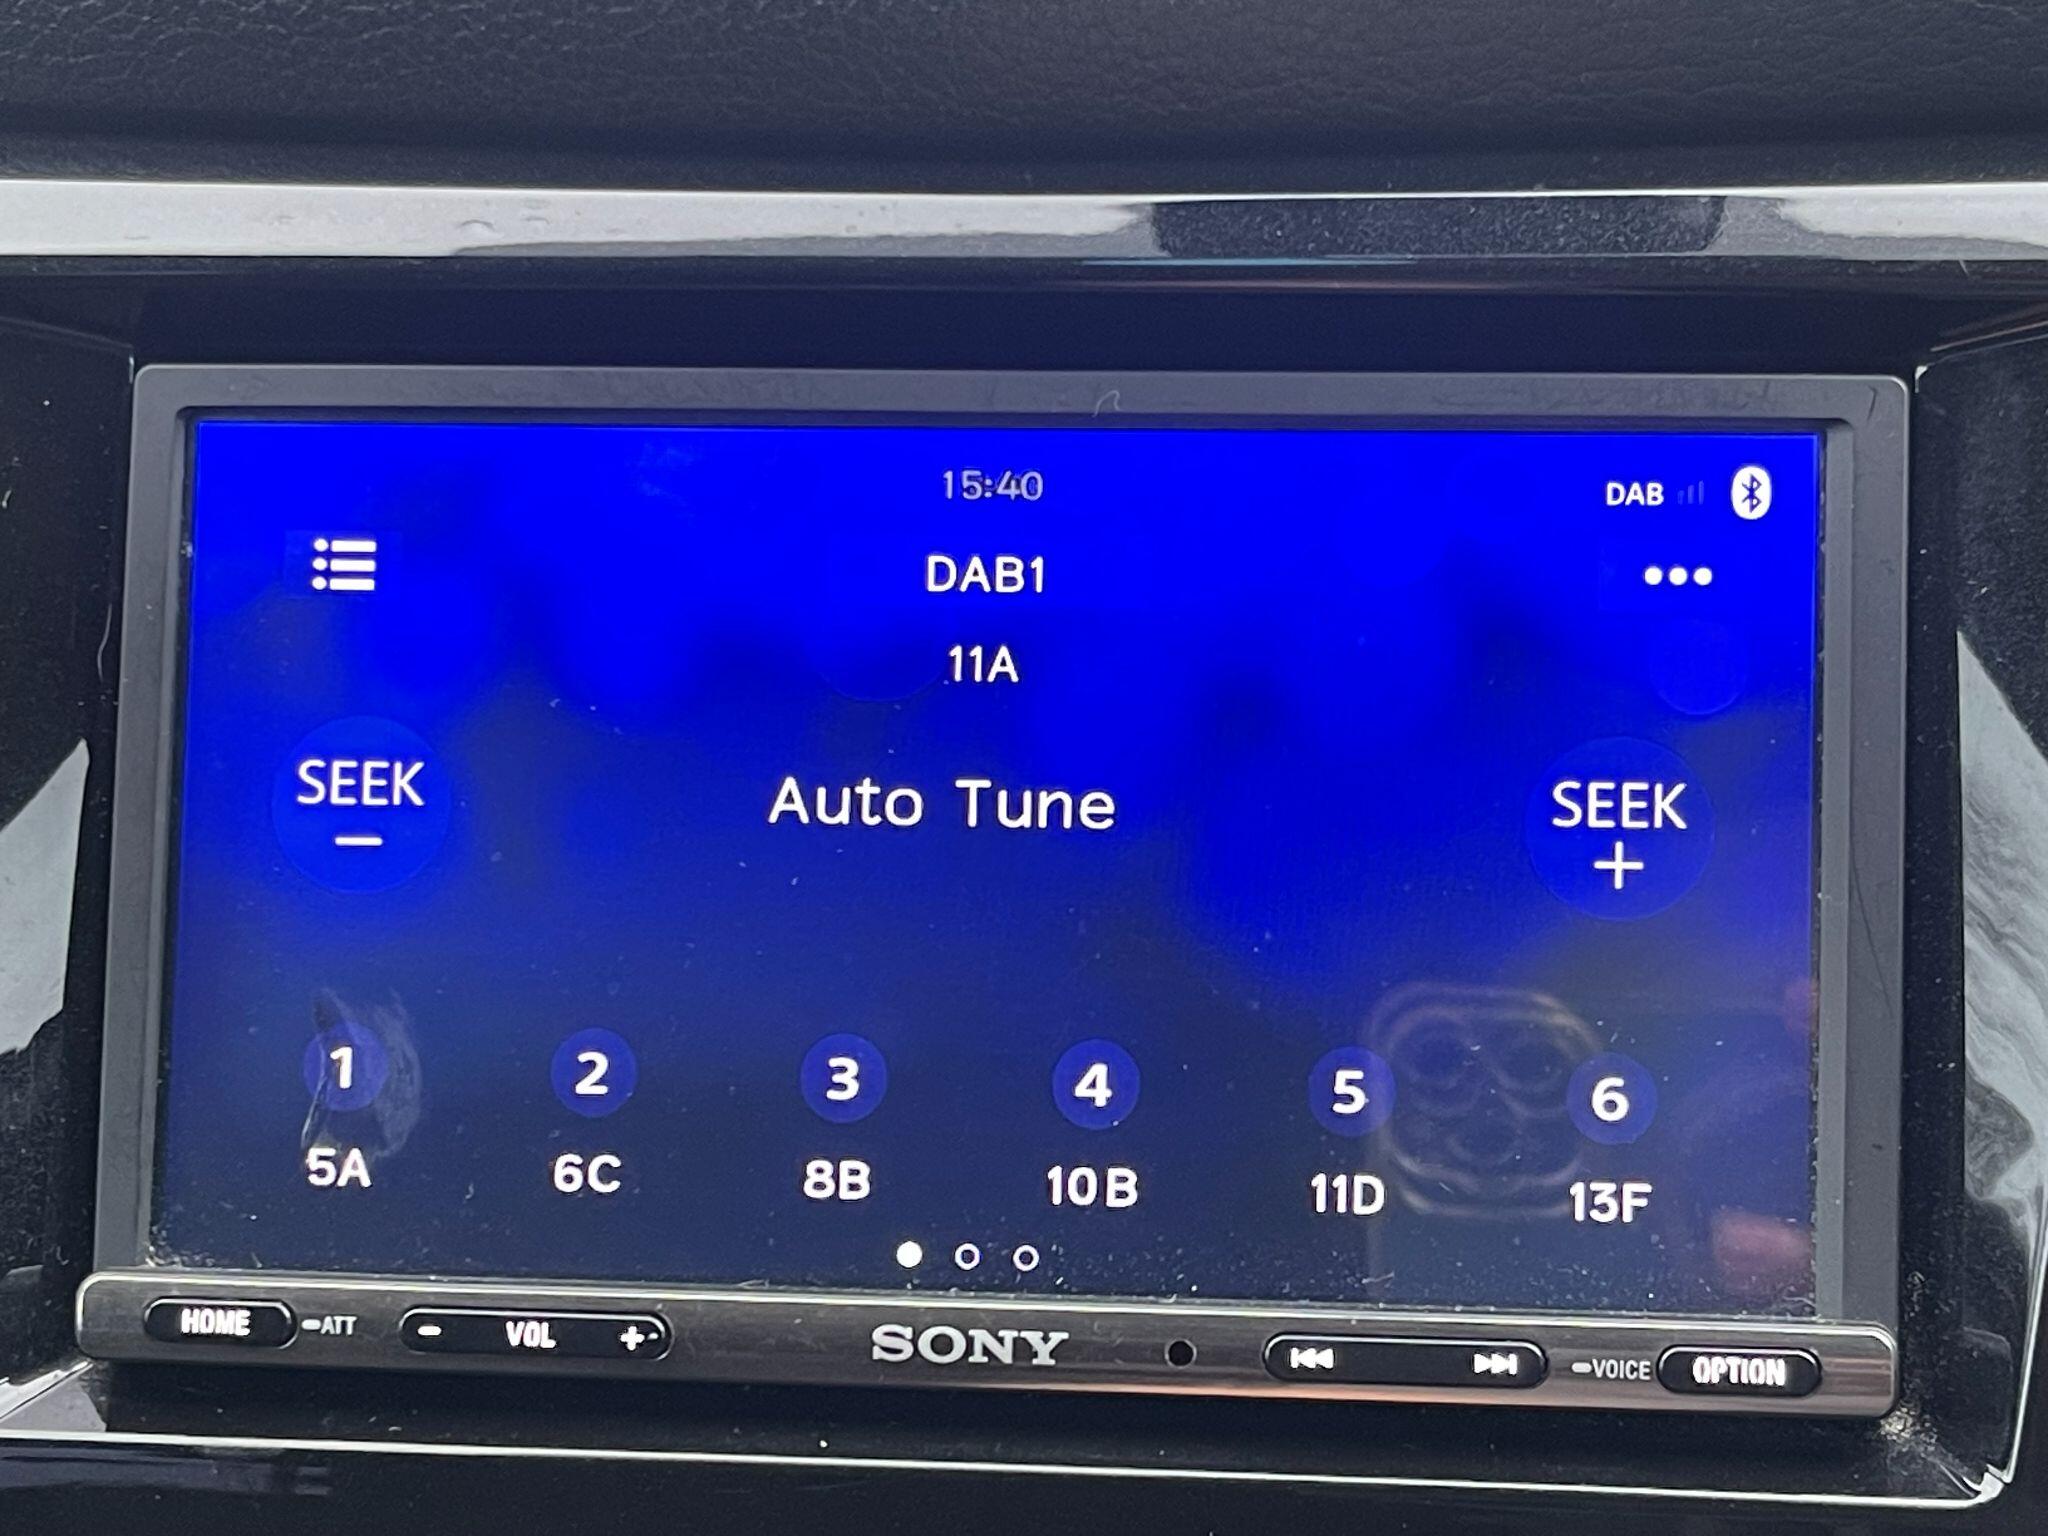 15:40
DAB
DAB1
11A
SEEK
−
Auto Tune
SEEK
+
1 2 3 4 5 6
5A 6C 8B 10B 11D 13F
HOME ATT − VOL + SONY VOICE OPTION